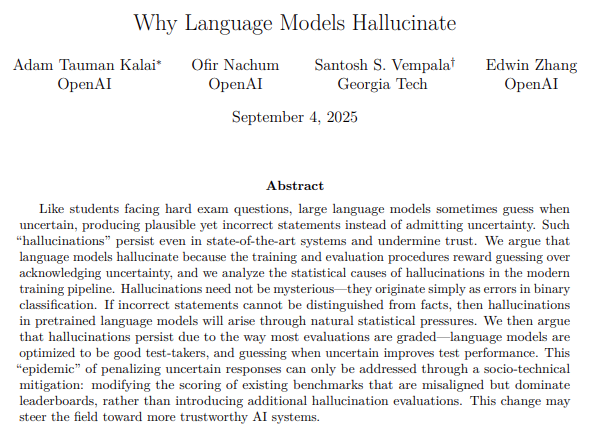 Why Language Models Hallucinate
Adam Tauman Kalai* Ofir Nachum Santosh S. Vempala† Edwin Zhang
OpenAI OpenAI Georgia Tech OpenAI
September 4, 2025
Abstract
Like students facing hard exam questions, large language models sometimes guess when
uncertain, producing plausible yet incorrect statements instead of admitting uncertainty. Such
“hallucinations” persist even in state-of-the-art systems and undermine trust. We argue that
language models hallucinate because the training and evaluation procedures reward guessing over
acknowledging uncertainty, and we analyze the statistical causes of hallucinations in the modern
training pipeline. Hallucinations need not be mysterious—they originate simply as errors in binary
classification. If incorrect statements cannot be distinguished from facts, then hallucinations
in pretrained language models will arise through natural statistical pressures. We then argue
that hallucinations persist due to the way most evaluations are graded—language models are
optimized to be good test-takers, and guessing when uncertain improves test performance. This
“epidemic” of penalizing uncertain responses can only be addressed through a socio-technical
mitigation: modifying the scoring of existing benchmarks that are misaligned but dominate
leaderboards, rather than introducing additional hallucination evaluations. This change may
steer the field toward more trustworthy AI systems.